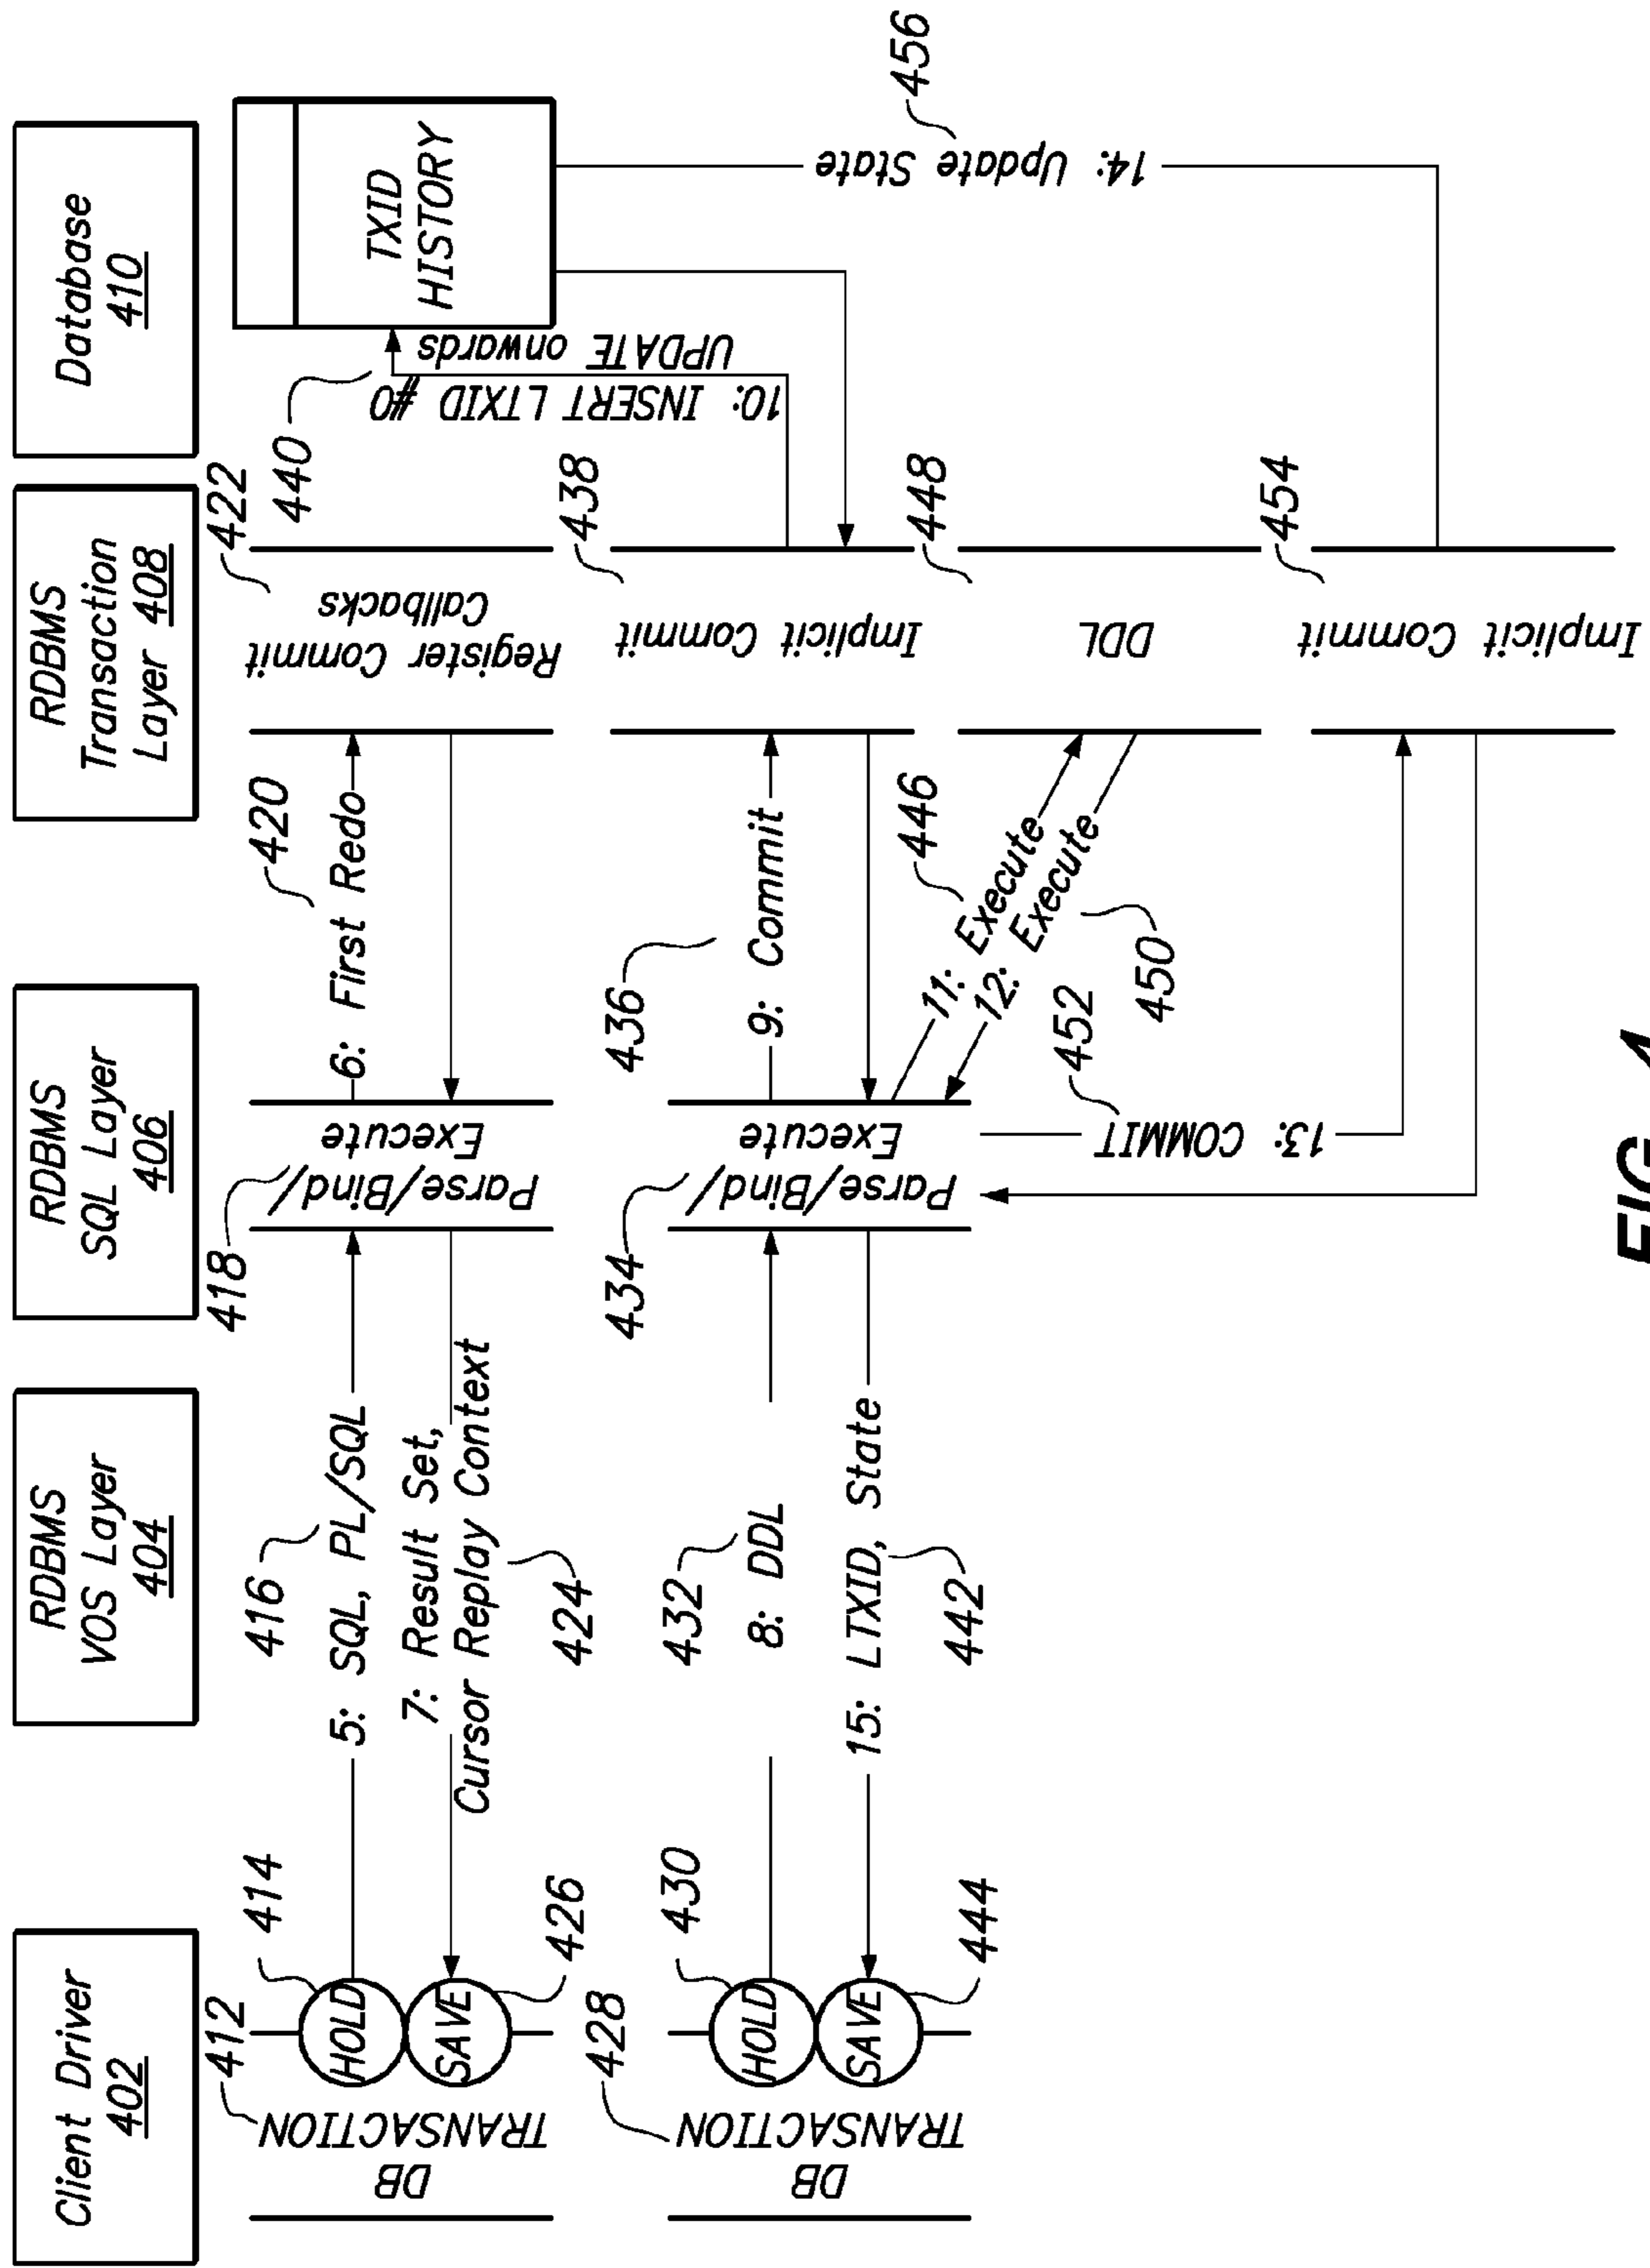 Client Driver
402
RDBMS
VOS Layer
404
RDBMS
SQL Layer
406
RDBMS
Transaction
Layer 408
Database
410
412
DB
TRANSACTION
HOLD
414
SAVE
426
416
5: SQL, PL/SQL
7: Result Set,
Cursor Replay Context
424
418
Parse/Bind/
Execute
420
6: First Redo
422
Register Commit
Callbacks
440
TXID
HISTORY
10: INSERT LTXID #0
UPDATE onwards
428
DB
TRANSACTION
HOLD
430
SAVE
444
432
8: DDL
15: LTXID, State
442
434
Parse/Bind/
Execute
436
9: Commit
438
Implicit Commit
446
11: Execute
12: Execute
450
448
DDL
452
13: COMMIT
454
Implicit Commit
14: Update State
456
FIG. 4